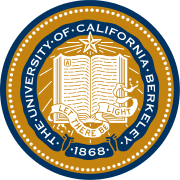 ·THE·UNIVERSITY·OF·CALIFORNIA·BERKELEY·
LET THERE BE
LIGHT
·1868·